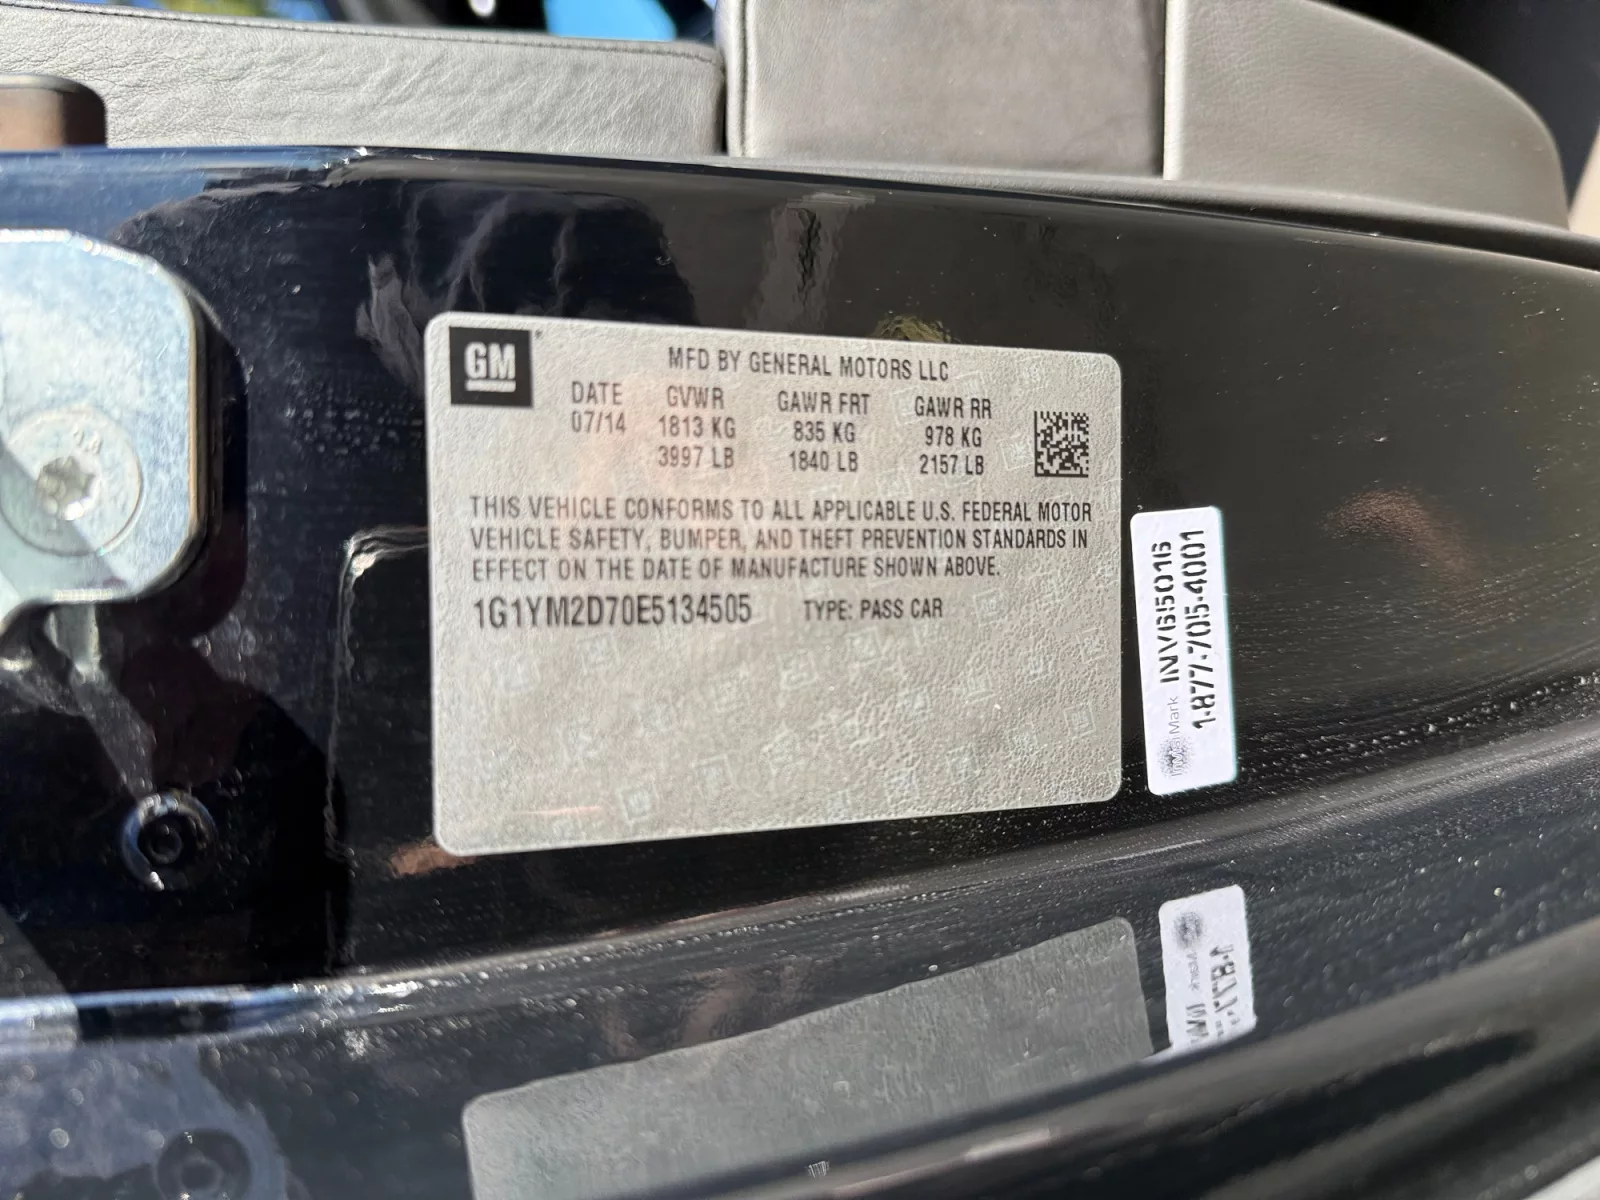 GM
MFD BY GENERAL MOTORS LLC
DATE GVWR GAWR FRT GAWR RR
07/14 1813 KG 835 KG 978 KG
3997 LB 1840 LB 2157 LB
THIS VEHICLE CONFORMS TO ALL APPLICABLE U.S. FEDERAL MOTOR
VEHICLE SAFETY, BUMPER, AND THEFT PREVENTION STANDARDS IN
EFFECT ON THE DATE OF MANUFACTURE SHOWN ABOVE.
1G1YM2D70E5134505 TYPE: PASS CAR
Mark INV65016
1-877-705-4001